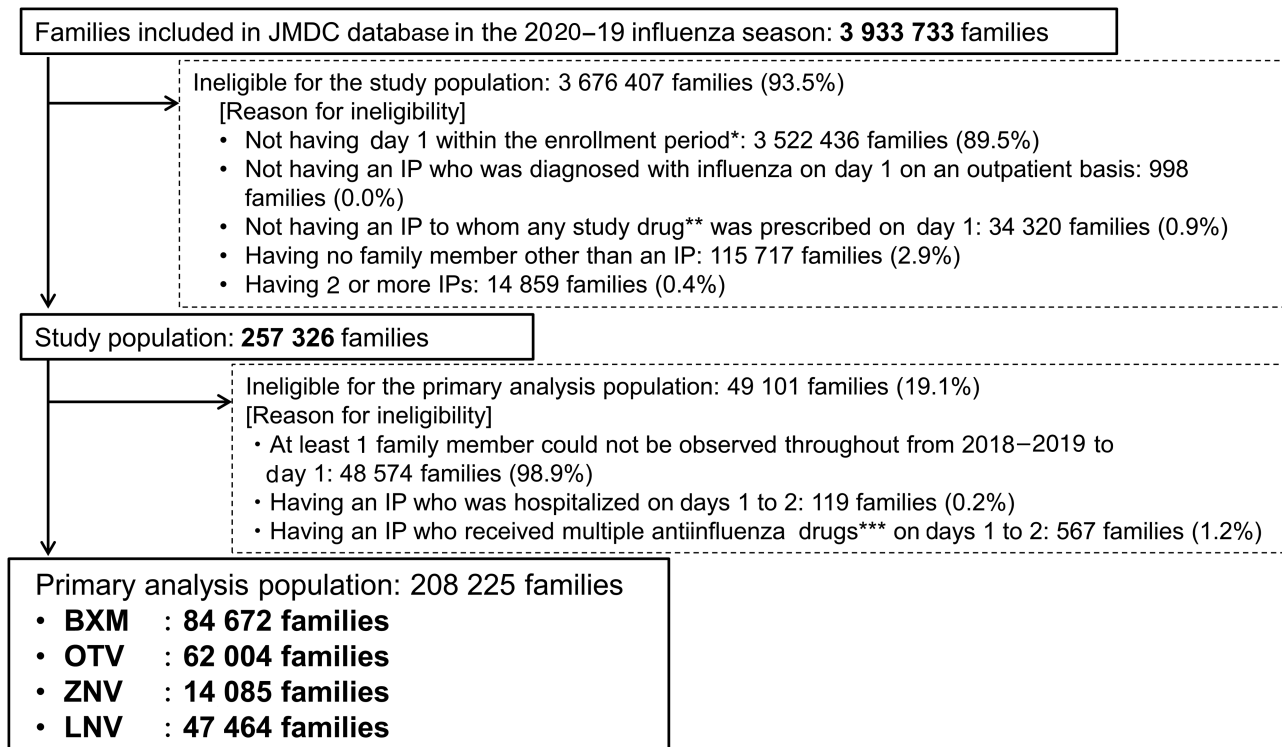 Families included in JMDC database in the 2020–19 influenza season: 3 933 733 families
Ineligible for the study population: 3 676 407 families (93.5%)
[Reason for ineligibility]
• Not having day 1 within the enrollment period*: 3 522 436 families (89.5%)
• Not having an IP who was diagnosed with influenza on day 1 on an outpatient basis: 998
families (0.0%)
• Not having an IP to whom any study drug** was prescribed on day 1: 34 320 families (0.9%)
• Having no family member other than an IP: 115 717 families (2.9%)
• Having 2 or more IPs: 14 859 families (0.4%)
Study population: 257 326 families
Ineligible for the primary analysis population: 49 101 families (19.1%)
[Reason for ineligibility]
・At least 1 family member could not be observed throughout from 2018–2019 to
day 1: 48 574 families (98.9%)
・Having an IP who was hospitalized on days 1 to 2: 119 families (0.2%)
・Having an IP who received multiple antiinfluenza drugs*** on days 1 to 2: 567 families (1.2%)
Primary analysis population: 208 225 families
• BXM : 84 672 families
• OTV : 62 004 families
• ZNV : 14 085 families
• LNV : 47 464 families